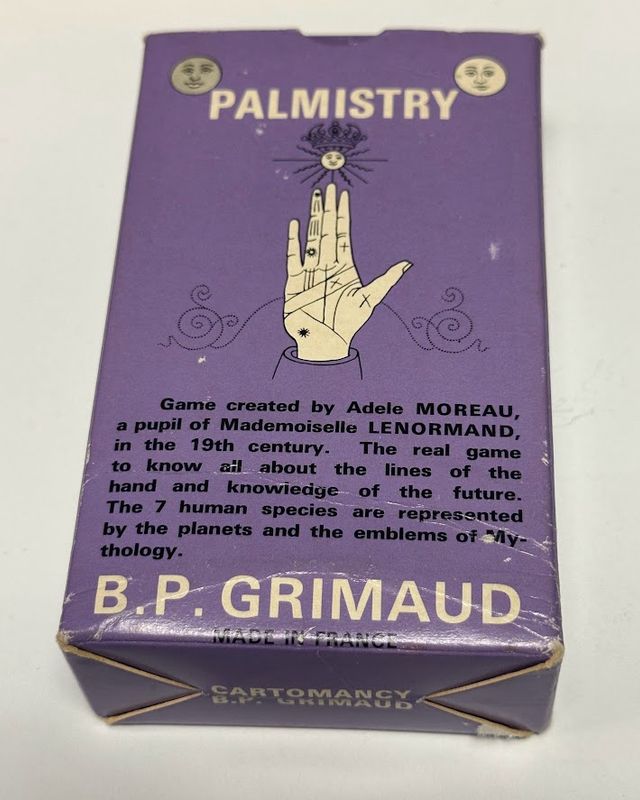 PALMISTRY
Game created by Adele MOREAU,
a pupil of Mademoiselle LENORMAND,
in the 19th century. The real game
to know all about the lines of the
hand and knowledge of the future.
The 7 human species are represented
by the planets and the emblems of My-
thology.
B.P. GRIMAUD
MADE IN FRANCE
CARTOMANCY
B.P. GRIMAUD